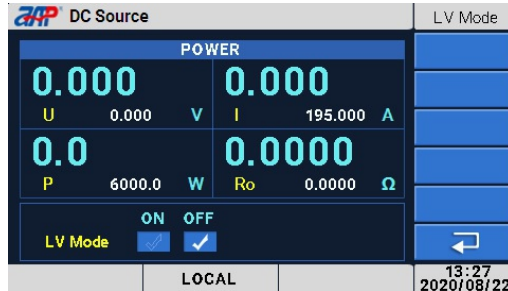 AAP DC Source
LV Mode
POWER
0.000
U 0.000 V
0.000
I 195.000 A
0.0
P 6000.0 W
0.0000
Ro 0.0000 Ω
ON OFF
LV Mode
LOCAL
13:27
2020/08/22